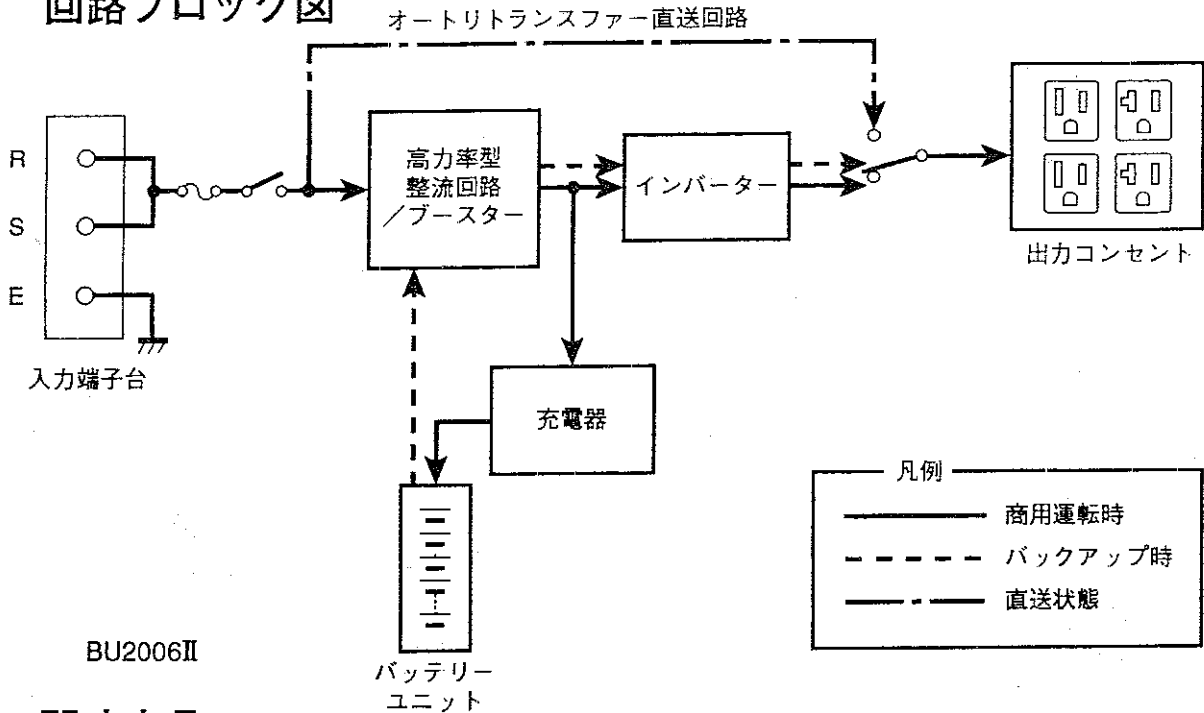 回路ブロック図
オートリトランスファー直送回路
R
S
E
入力端子台
高力率型
整流回路
／ブースター
インバーター
出力コンセント
充電器
バッテリー
ユニット
凡例
商用運転時
バックアップ時
直送状態
BU2006Ⅱ